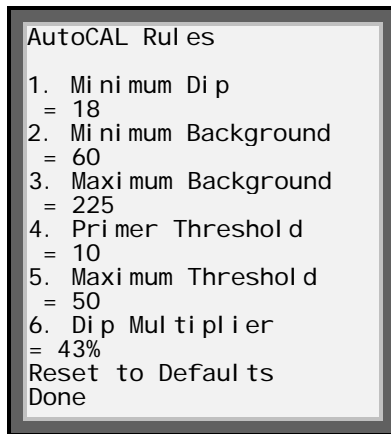 AutoCAL Rules
1. Minimum Dip
= 18
2. Minimum Background
= 60
3. Maximum Background
= 225
4. Primer Threshold
= 10
5. Maximum Threshold
= 50
6. Dip Multiplier
= 43%
Reset to Defaults
Done